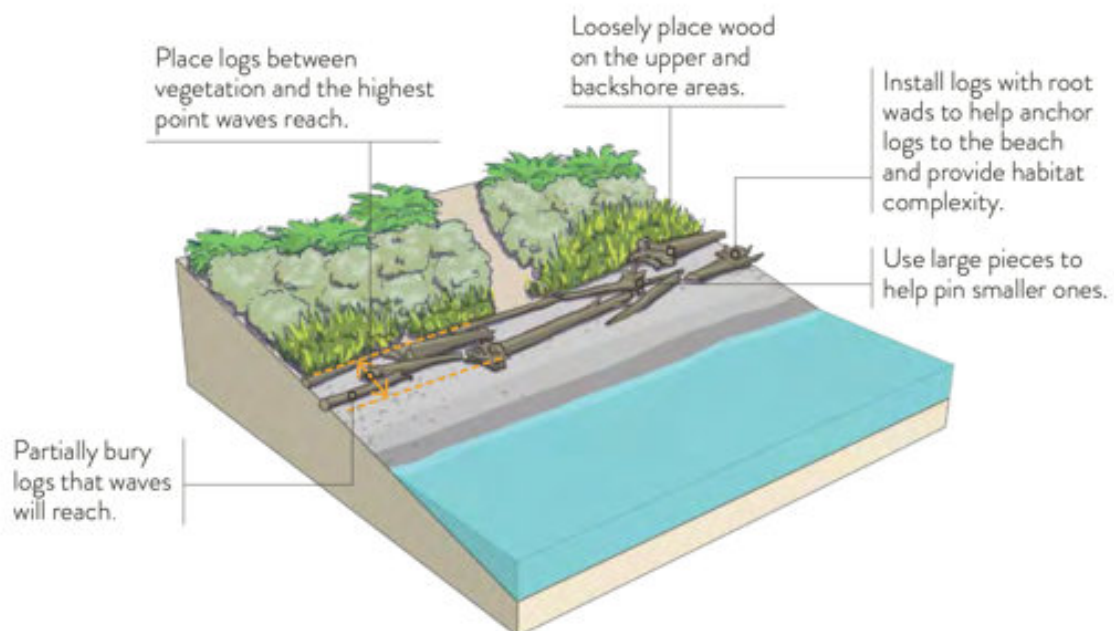 Place logs between
vegetation and the highest
point waves reach.
Loosely place wood
on the upper and
backshore areas.
Install logs with root
wads to help anchor
logs to the beach
and provide habitat
complexity.
Use large pieces to
help pin smaller ones.
Partially bury
logs that waves
will reach.